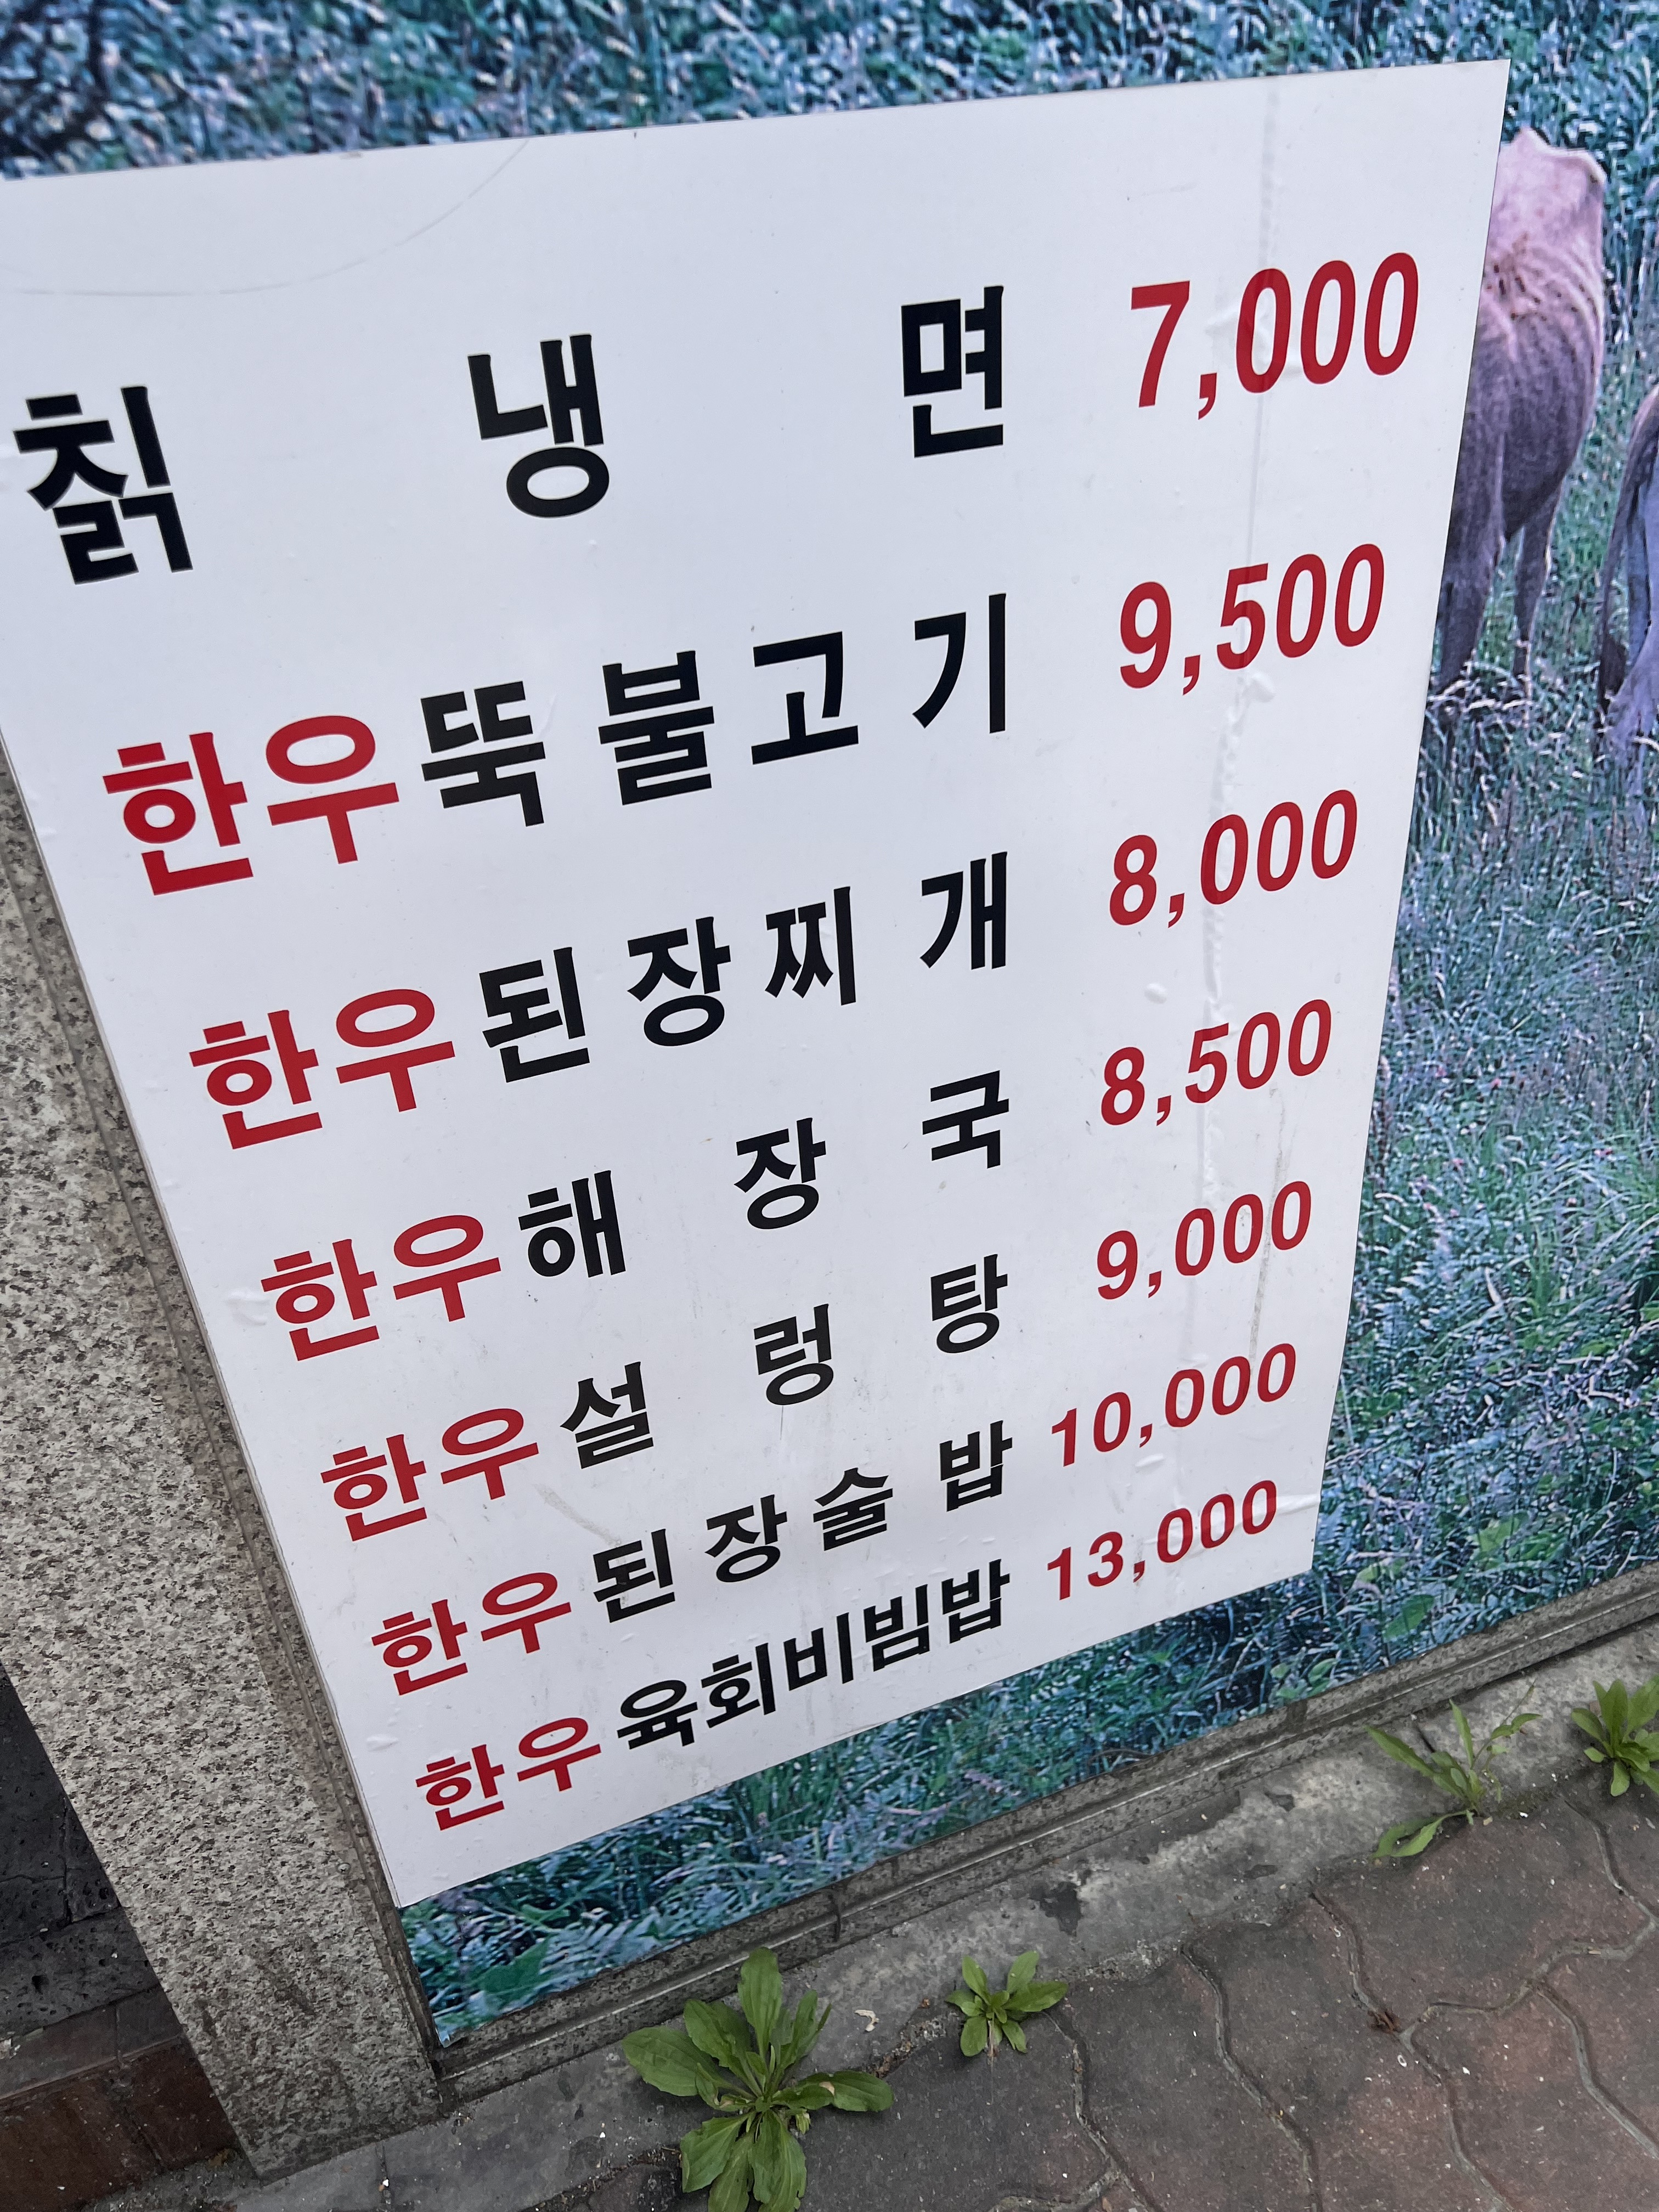 칡 냉 면 7,000
한우뚝불고기 9,500
한우된장찌개 8,000
한우해장국 8,500
한우설렁탕 9,000
한우된장술밥 10,000
한우육회비빔밥 13,000